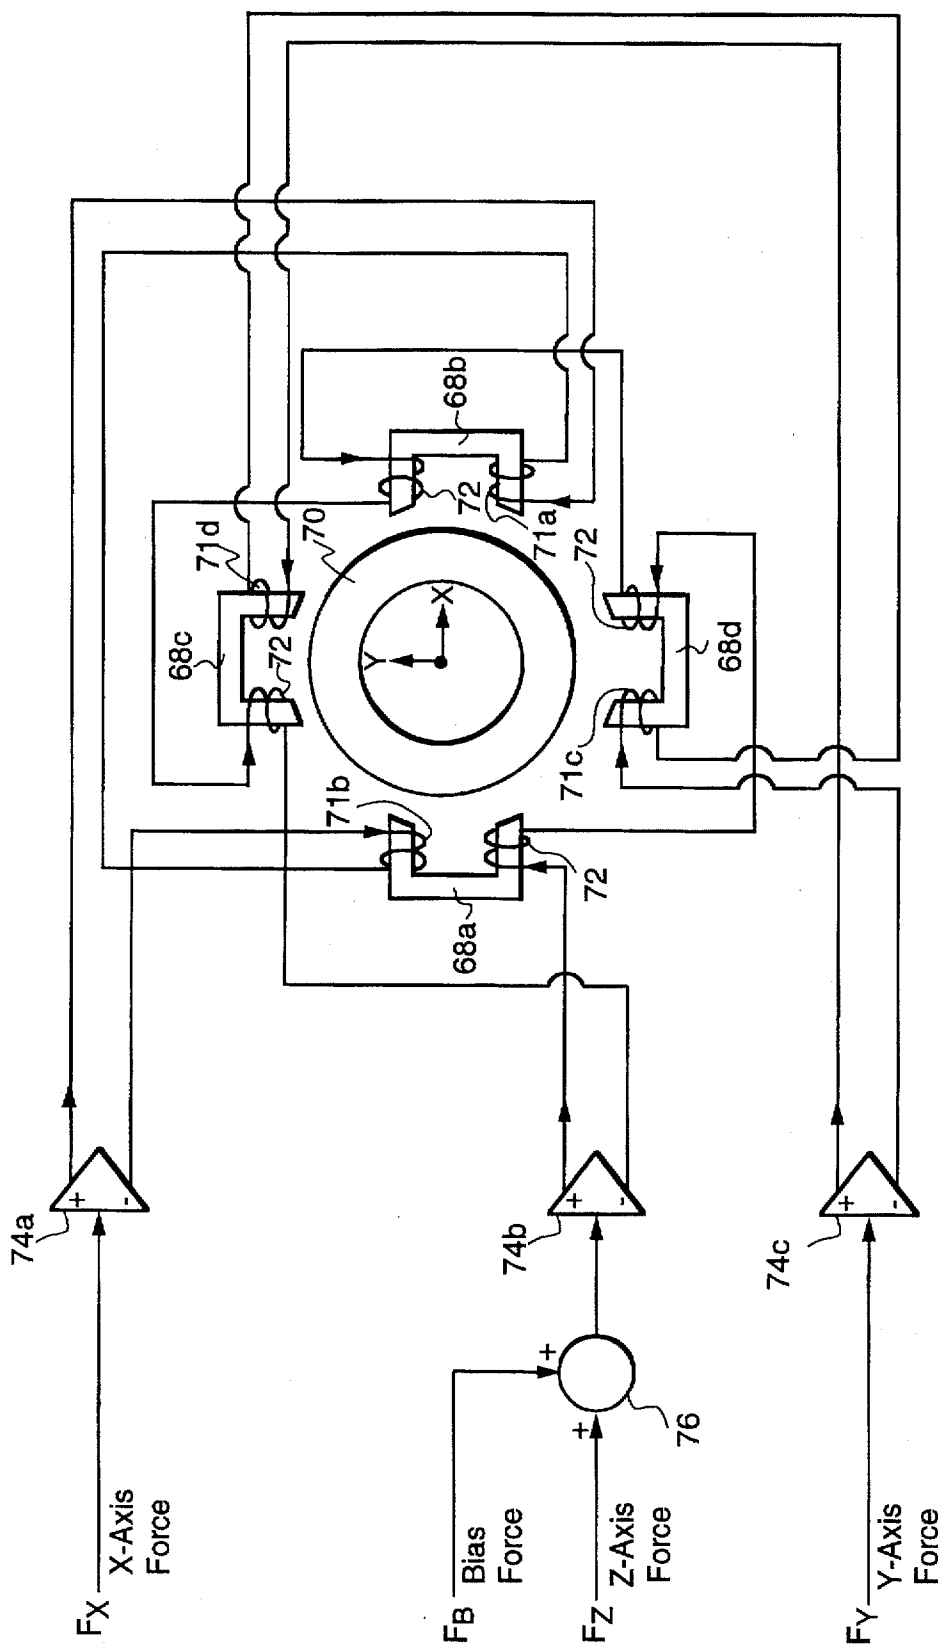 74a
+
-
FX
X-Axis
Force
68c
71d
72
70
71b
Y
X
68a
68b
72
71a
FB
Bias
Force
+
+
74b
+
-
72
71c
72
FZ
Z-Axis
Force
76
68d
74c
+
-
FY
Y-Axis
Force